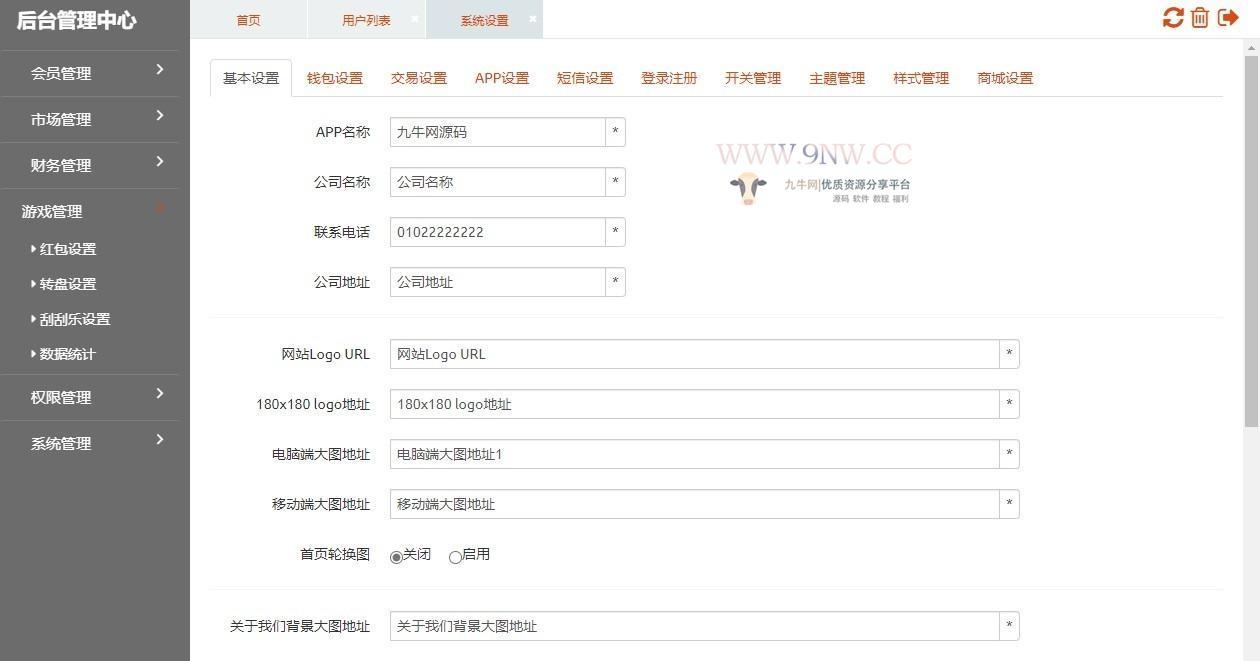 后台管理中心
首页
用户列表
系统设置
会员管理
市场管理
财务管理
游戏管理
红包设置
转盘设置
刮刮乐设置
数据统计
权限管理
系统管理
基本设置 钱包设置 交易设置 APP设置 短信设置 登录注册 开关管理 主题管理 样式管理 商城设置
APP名称 九牛网源码 *
公司名称 公司名称 *
联系电话 01022222222 *
公司地址 公司地址 *
WWW.9NW.CC
九牛网|优质资源分享平台
源码 软件 教程 福利
网站Logo URL 网站Logo URL *
180x180 logo地址 180x180 logo地址 *
电脑端大图地址 电脑端大图地址1 *
移动端大图地址 移动端大图地址 *
首页轮换图 关闭 启用
关于我们背景大图地址 关于我们背景大图地址 *